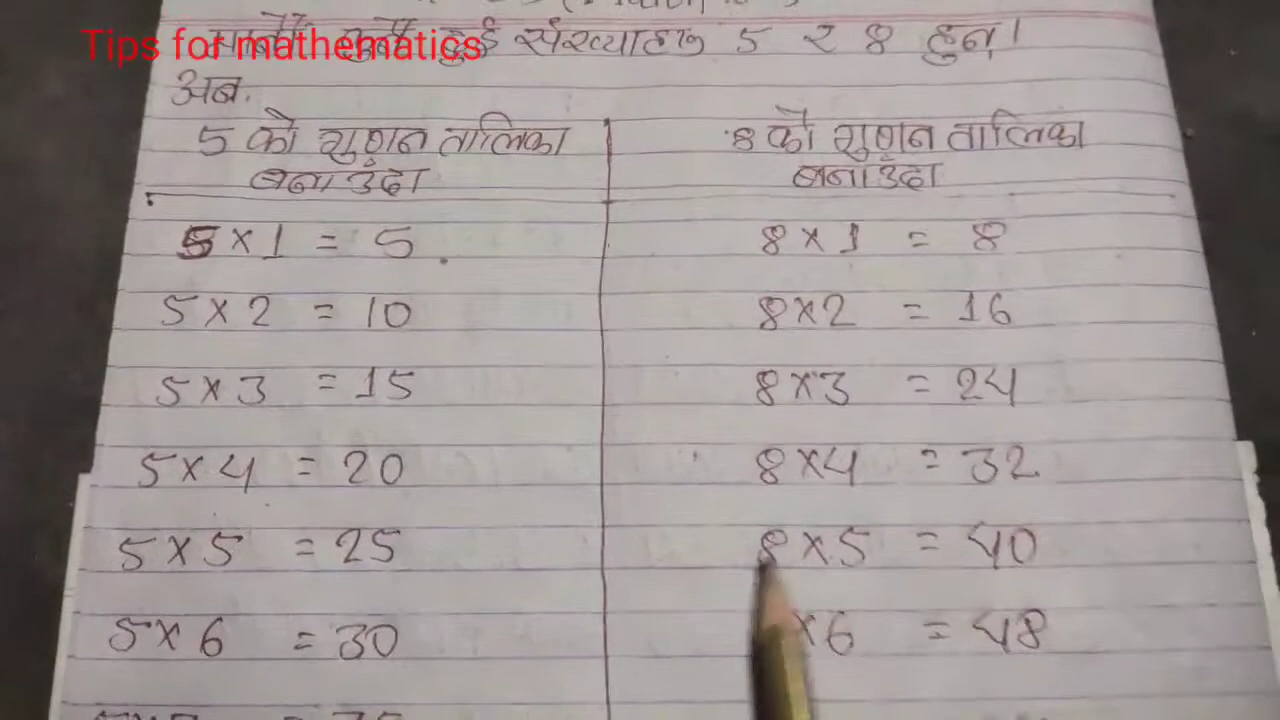 Tips for mathematics
हुई संख्याहरू 5 र 8 हुन्।
अब.
5 को गुणन तालिका
बनाउँदा
8 को गुणन तालिका
बनाउँदा
5 × 1 = 5
8 × 1 = 8
5 × 2 = 10
8 × 2 = 16
5 × 3 = 15
8 × 3 = 24
5 × 4 = 20
8 × 4 = 32
5 × 5 = 25
8 × 5 = 40
5 × 6 = 30
× 6 = 48